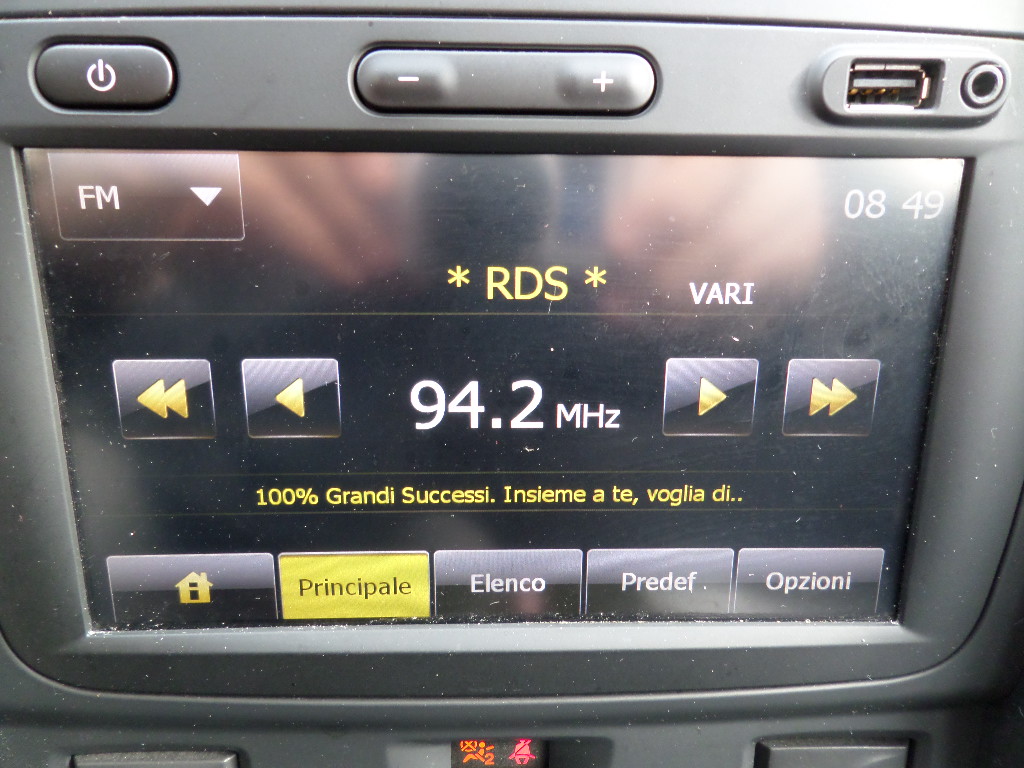 FM
08 49
* RDS *
VARI
94.2 MHz
100% Grandi Successi. Insieme a te, voglia di..
Principale
Elenco
Predef.
Opzioni
2